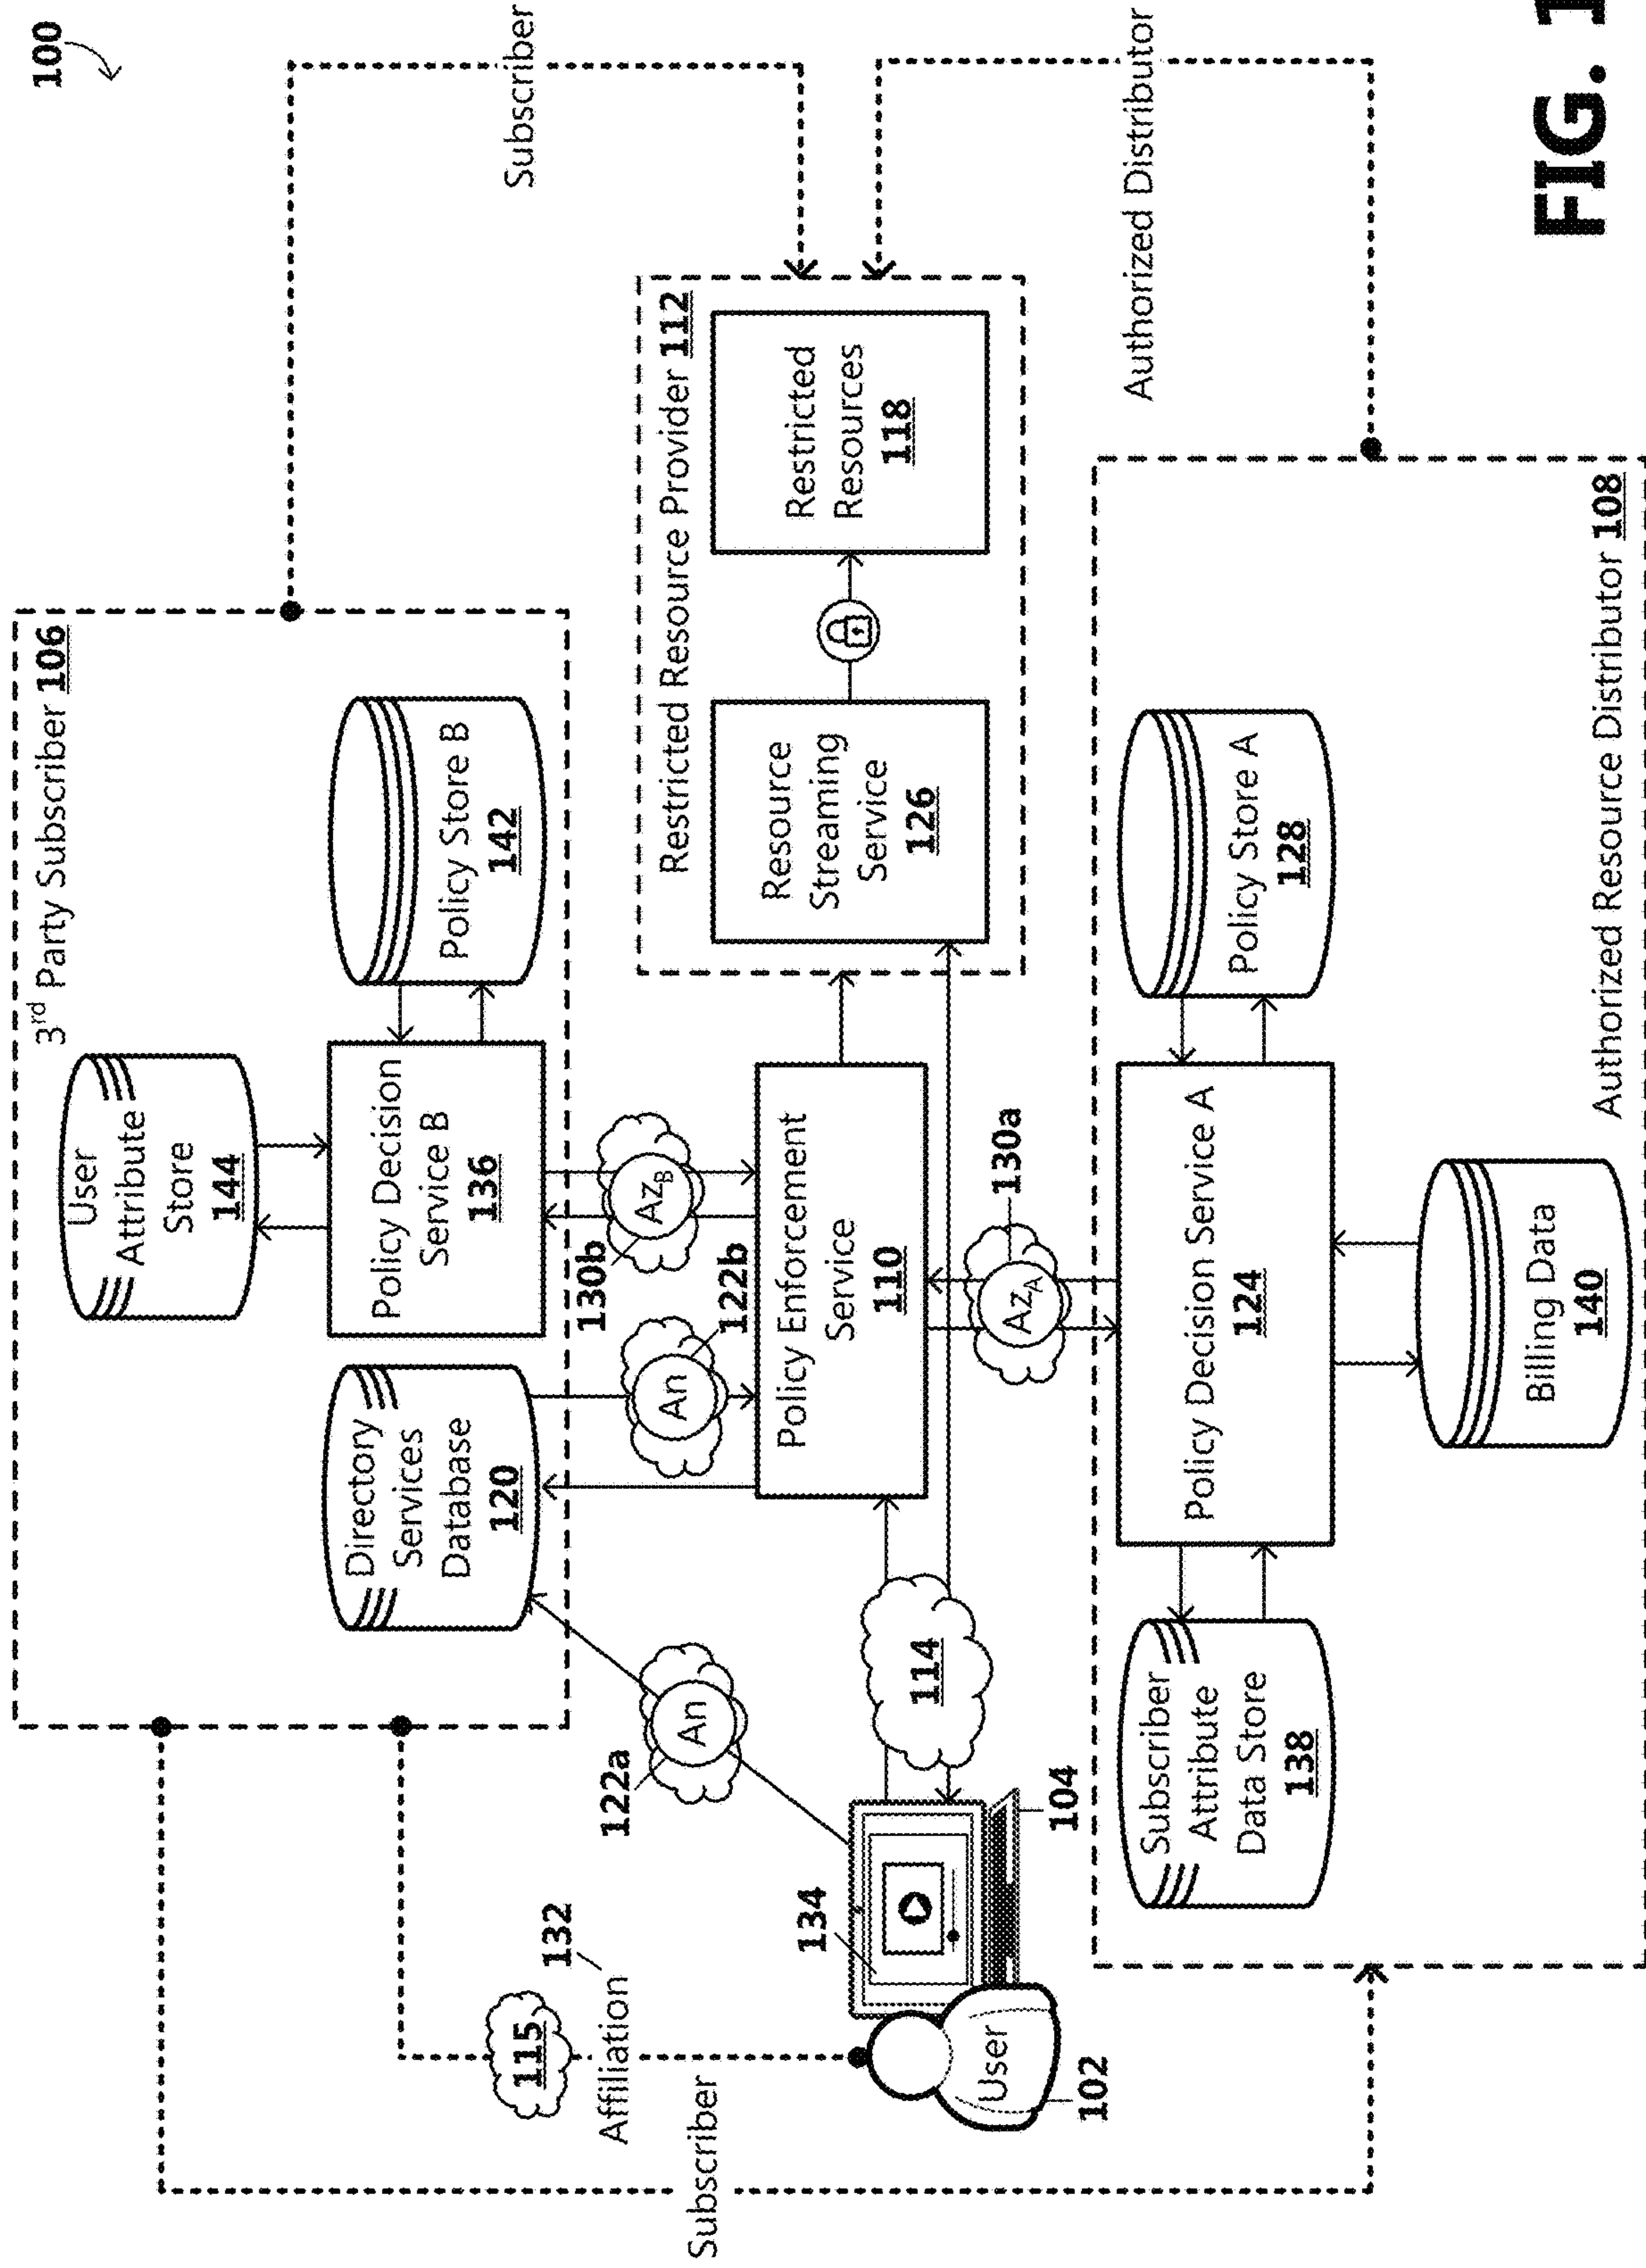 100
3rd Party Subscriber 106
User
Attribute
Store
144
Directory
Services
Database
120
Policy Decision
Service B
136
Policy Store B
142
Subscriber
115
Affiliation
132
Subscriber
122a
An
An
122b
130b
AzB
Restricted Resource Provider 112
Resource
Streaming
Service
126
Restricted
Resources
118
Policy Enforcement
Service
110
134
114
User
102
104
AzA
130a
Authorized Distributor
Subscriber
Attribute
Data Store
138
Policy Decision Service A
124
Policy Store A
128
Billing Data
140
Authorized Resource Distributor 108
FIG. 1